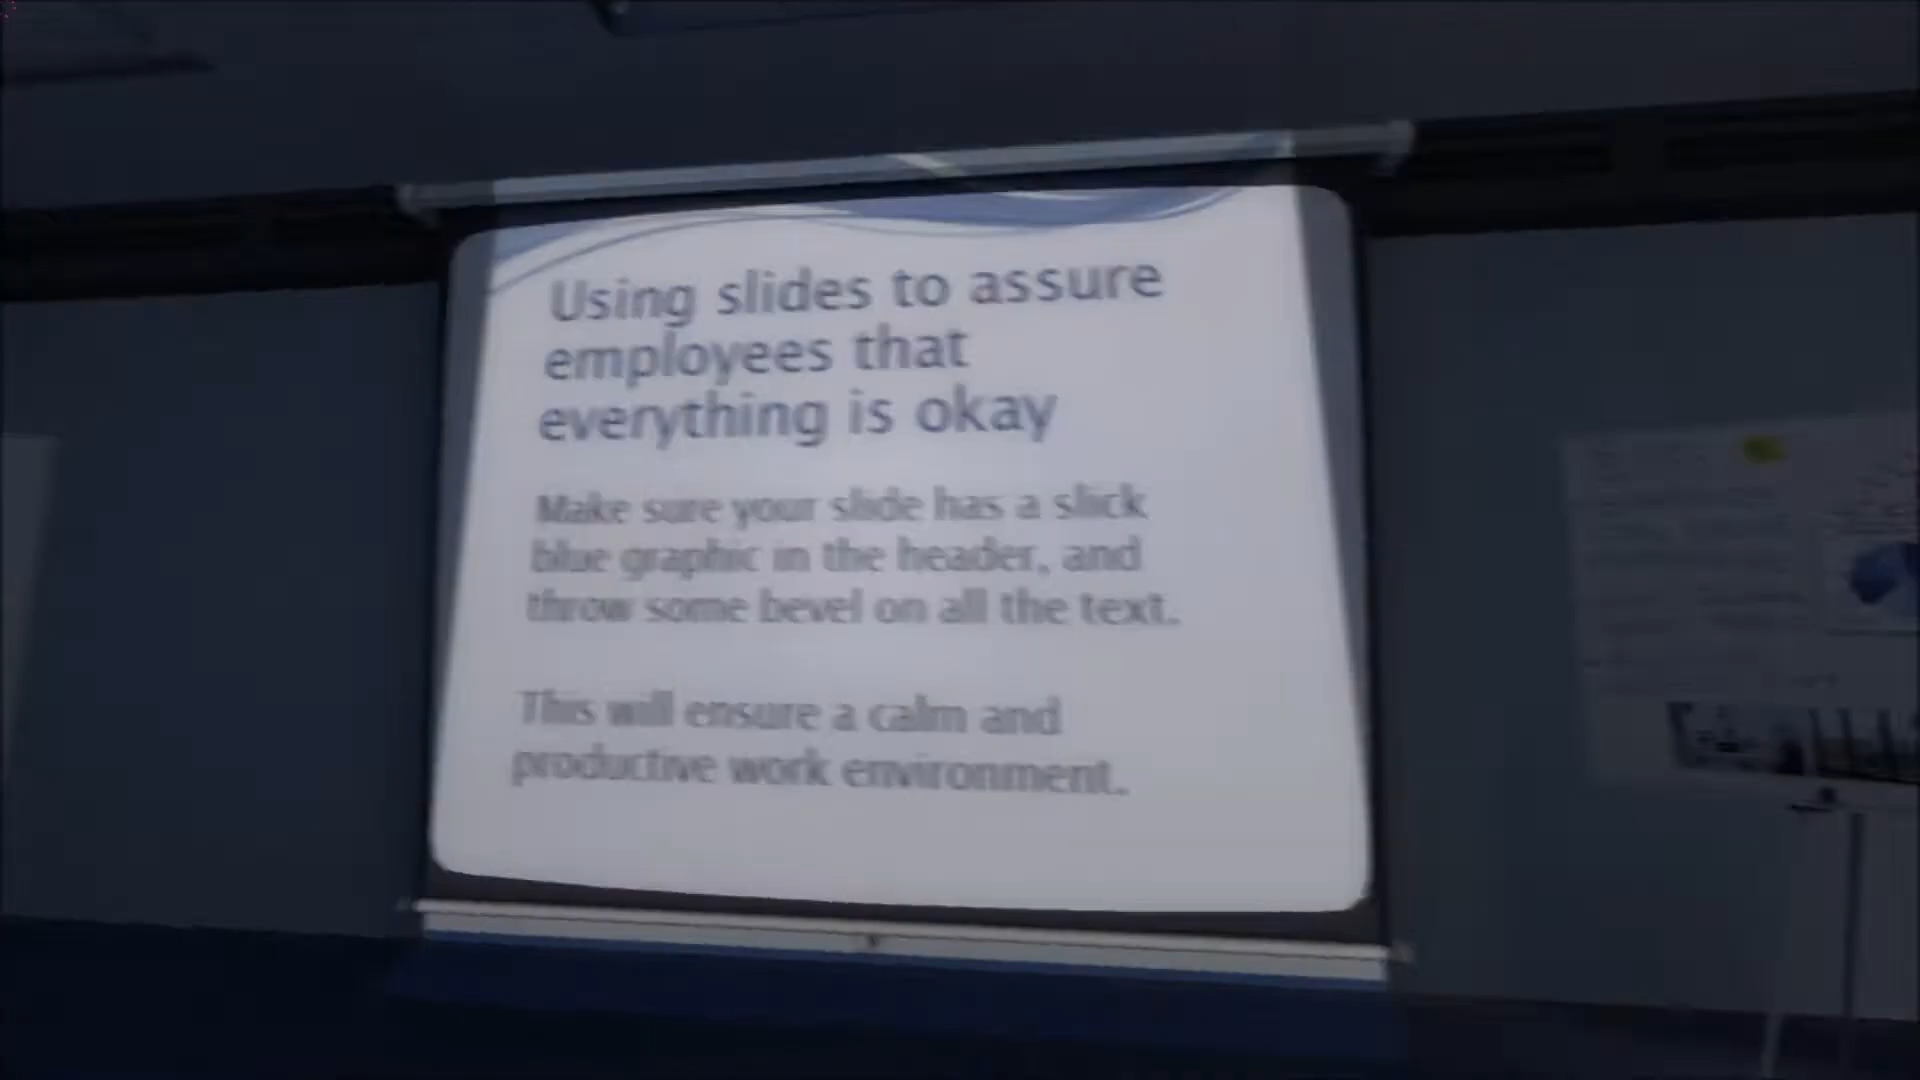 Using slides to assure
employees that
everything is okay
Make sure your slide has a slick
blue graphic in the header, and
throw some bevel on all the text.
This will ensure a calm and
productive work environment.